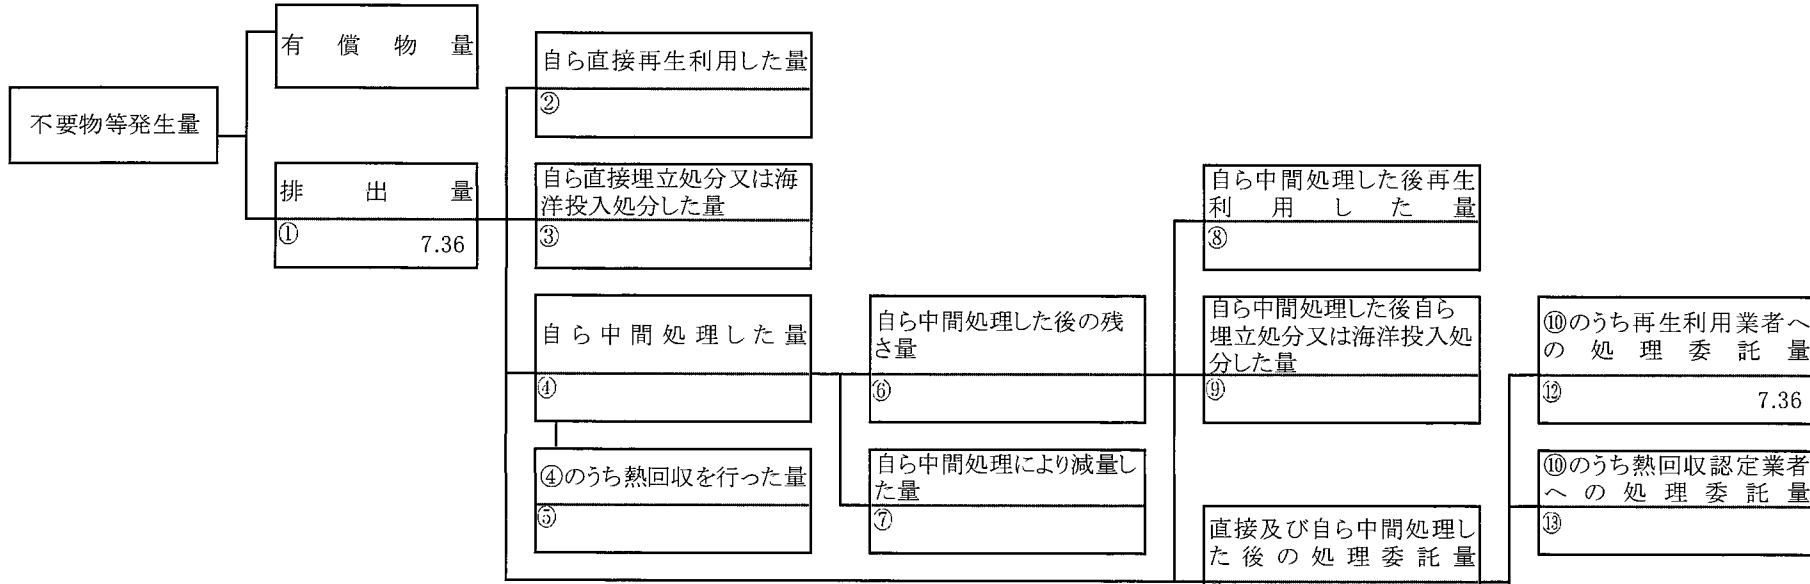 有償物量
不要物等発生量
排出量
①
7.36
自ら直接再生利用した量
②
自ら直接埋立処分又は海
洋投入処分した量
③
自ら中間処理した量
④
④のうち熱回収を行った量
⑤
自ら中間処理した後の残
さ量
⑥
自ら中間処理により減量し
た量
⑦
自ら中間処理した後再生
利用した量
⑧
自ら中間処理した後自ら
埋立処分又は海洋投入処
分した量
⑨
直接及び自ら中間処理し
た後の処理委託量
⑩のうち再生利用業者へ
の処理委託量
⑫
7.36
⑩のうち熱回収認定業者
への処理委託量
⑬